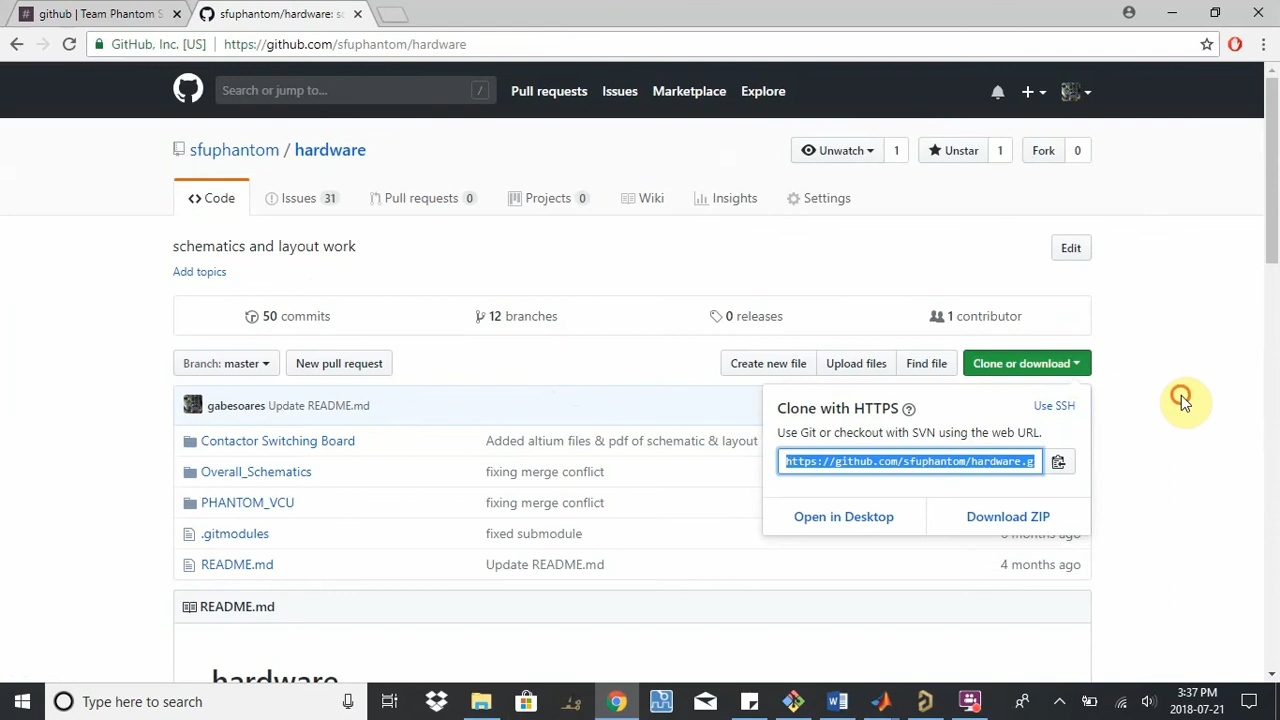 github | Team Phantom S
sfuphantom/hardware: sc
GitHub, Inc. [US] https://github.com/sfuphantom/hardware
Search or jump to... /
Pull requests
Issues
Marketplace
Explore
sfuphantom / hardware
Unwatch 1
Unstar 1
Fork 0
Code
Issues 31
Pull requests 0
Projects 0
Wiki
Insights
Settings
schematics and layout work
Edit
Add topics
50 commits
12 branches
0 releases
1 contributor
Branch: master
New pull request
Create new file
Upload files
Find file
Clone or download
gabesoares Update README.md
Clone with HTTPS ?
Use SSH
Use Git or checkout with SVN using the web URL.
https://github.com/sfuphantom/hardware.g
Open in Desktop
Download ZIP
Contactor Switching Board Added altium files & pdf of schematic & layout
Overall_Schematics fixing merge conflict
PHANTOM_VCU fixing merge conflict
.gitmodules fixed submodule months ago
README.md Update README.md 4 months ago
README.md
hardware
Type here to search
3:37 PM
2018-07-21